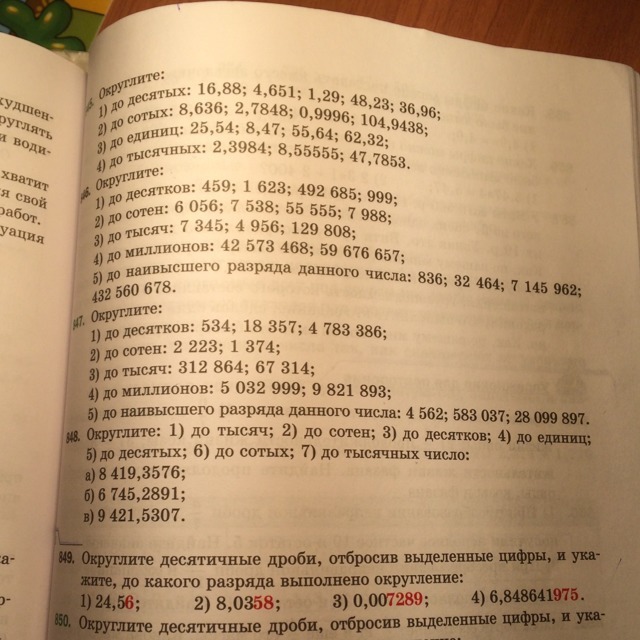 худшен-
руглять
и води-
хватит
я свой
работ.
уация
Округлите:
1) до десятых: 16,88; 4,651; 1,29; 48,23; 36,96;
2) до сотых: 8,636; 2,7848; 0,9996; 104,9438;
3) до единиц: 25,54; 8,47; 55,64; 62,32;
4) до тысячных: 2,3984; 8,55555; 47,7853.
Округлите:
1) до десятков: 459; 1 623; 492 685; 999;
2) до сотен: 6 056; 7 538; 55 555; 7 988;
3) до тысяч: 7 345; 4 956; 129 808;
4) до миллионов: 42 573 468; 59 676 657;
5) до наивысшего разряда данного числа: 836; 32 464; 7 145 962;
432 560 678.
847. Округлите:
1) до десятков: 534; 18 357; 4 783 386;
2) до сотен: 2 223; 1 374;
3) до тысяч: 312 864; 67 314;
4) до миллионов: 5 032 999; 9 821 893;
5) до наивысшего разряда данного числа: 4 562; 583 037; 28 099 897.
848. Округлите: 1) до тысяч; 2) до сотен; 3) до десятков; 4) до единиц;
5) до десятых; 6) до сотых; 7) до тысячных число:
а) 8 419,3576;
б) 6 745,2891;
в) 9 421,5307.
849. Округлите десятичные дроби, отбросив выделенные цифры, и ука-
жите, до какого разряда выполнено округление:
1) 24,56; 2) 8,0358; 3) 0,007289; 4) 6,848641975.
850. Округлите десятичные дроби, отбросив выделенные цифры, и ука-